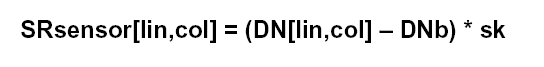 SRsensor[lin,col] = (DN[lin,col] – DNb) * sk